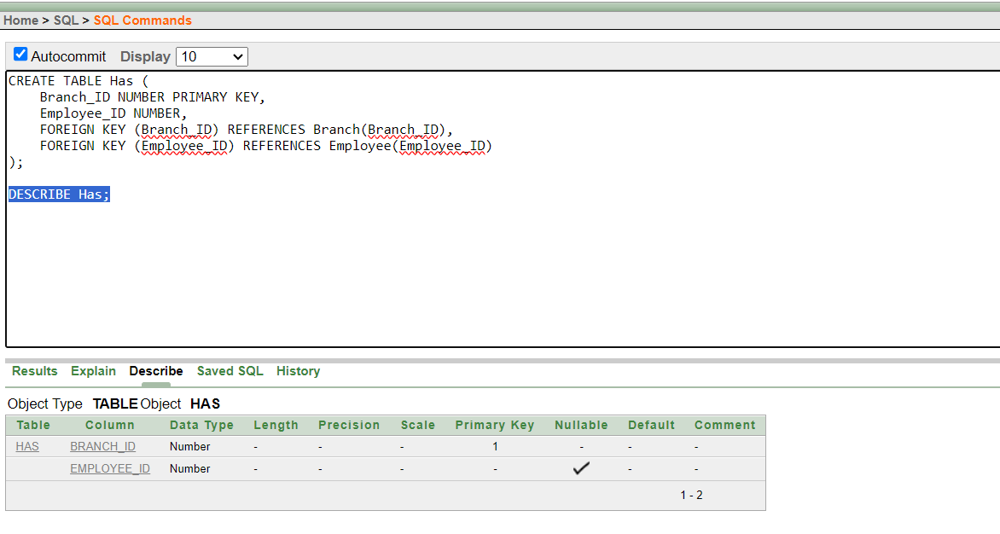 Home > SQL > SQL Commands
Autocommit Display 10
CREATE TABLE Has (
    Branch_ID NUMBER PRIMARY KEY,
    Employee_ID NUMBER,
    FOREIGN KEY (Branch_ID) REFERENCES Branch(Branch_ID),
    FOREIGN KEY (Employee_ID) REFERENCES Employee(Employee_ID)
);
DESCRIBE Has;
Results Explain Describe Saved SQL History
Object Type TABLE Object HAS
Table Column Data Type Length Precision Scale Primary Key Nullable Default Comment
HAS BRANCH_ID Number - - - 1 - - -
EMPLOYEE_ID Number - - - - ✓ - -
1 - 2